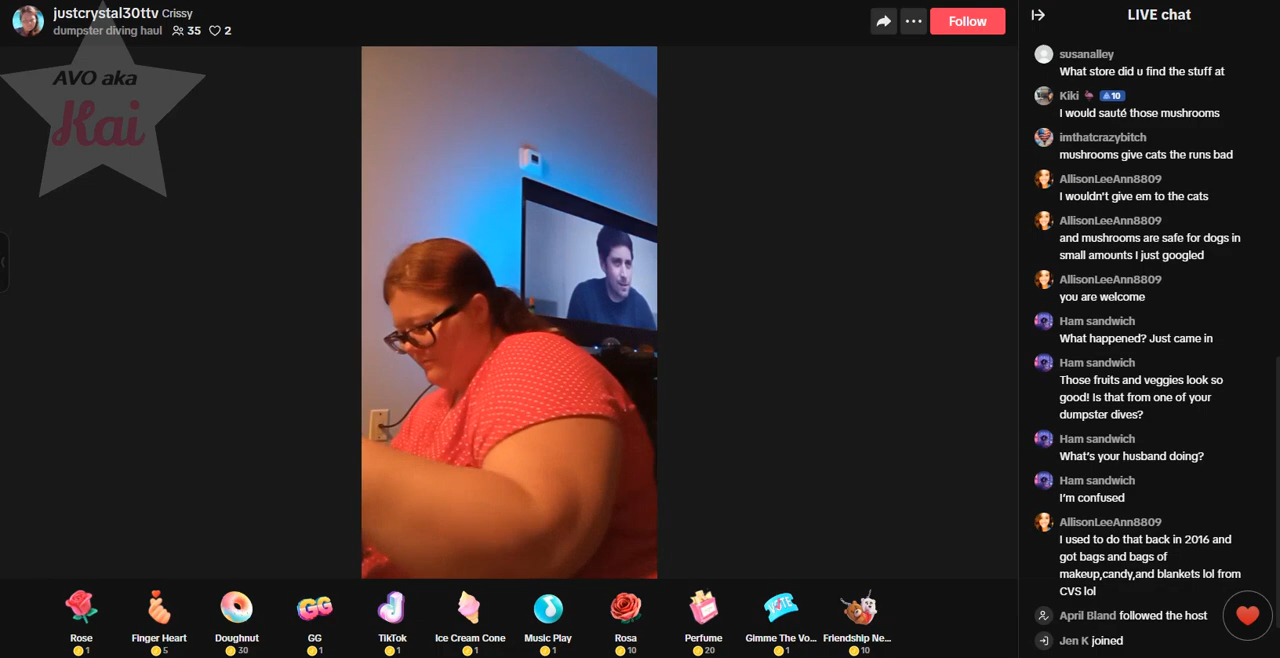 justcrystal30ttv Crissy
dumpster diving haul 35 2
Follow
AVO aka
Kai
LIVE chat
susanalley
What store did u find the stuff at
Kiki 10
I would sauté those mushrooms
imthatcrazybitch
mushrooms give cats the runs bad
AllisonLeeAnn8809
I wouldn't give em to the cats
AllisonLeeAnn8809
and mushrooms are safe for dogs in
small amounts I just googled
AllisonLeeAnn8809
you are welcome
Ham sandwich
What happened? Just came in
Ham sandwich
Those fruits and veggies look so
good! Is that from one of your
dumpster dives?
Ham sandwich
What's your husband doing?
Ham sandwich
I'm confused
AllisonLeeAnn8809
I used to do that back in 2016 and
got bags and bags of
makeup,candy,and blankets lol from
CVS lol
April Bland followed the host
Jen K joined
GG
VOTE
Rose Finger Heart Doughnut GG TikTok Ice Cream Cone Music Play Rosa Perfume Gimme The Vo... Friendship Ne...
1 5 30 1 1 1 1 10 20 1 10